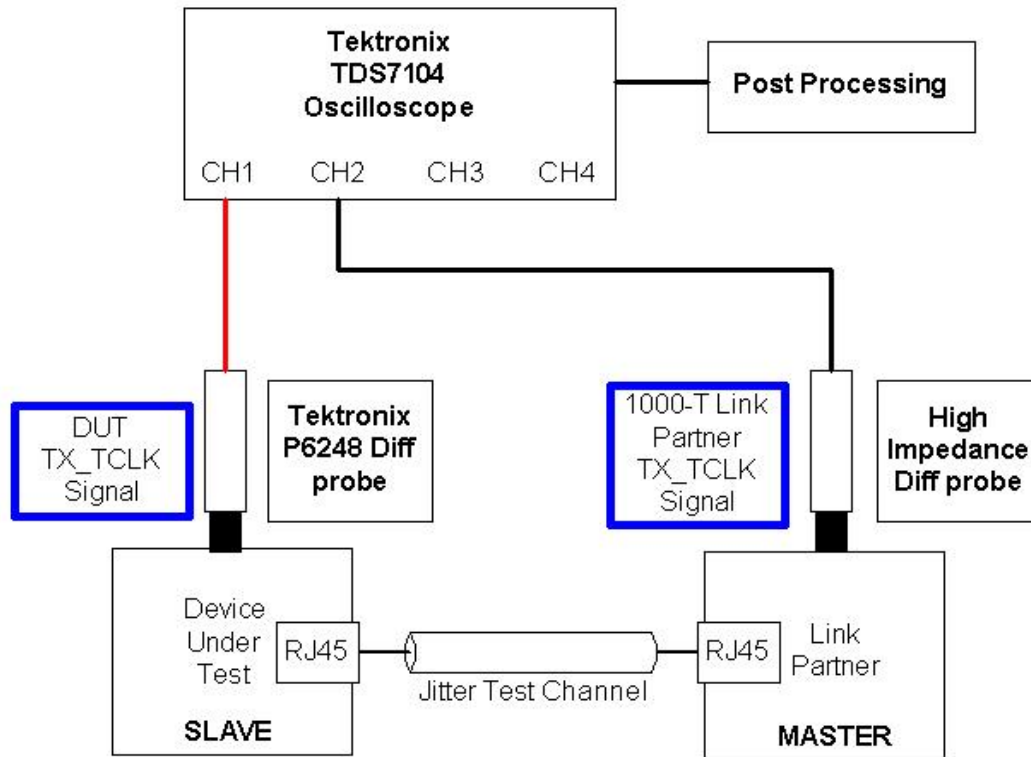 Tektronix
TDS7104
Oscilloscope
CH1
CH2
CH3
CH4
Post Processing
DUT
TX_TCLK
Signal
Tektronix
P6248 Diff
probe
1000-T Link
Partner
TX_TCLK
Signal
High
Impedance
Diff probe
Device
Under
Test
RJ45
SLAVE
Jitter Test Channel
RJ45
Link
Partner
MASTER